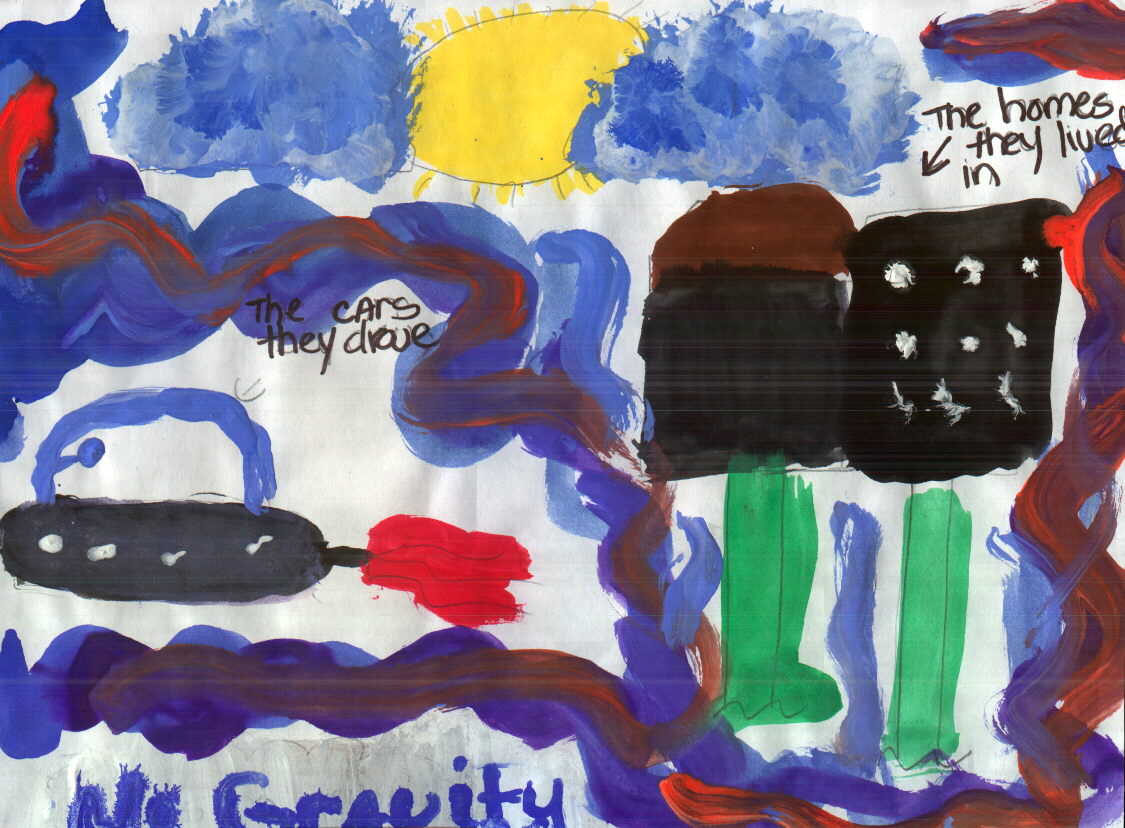 The homes
they lived
in
The cars
they drove
No Gravity